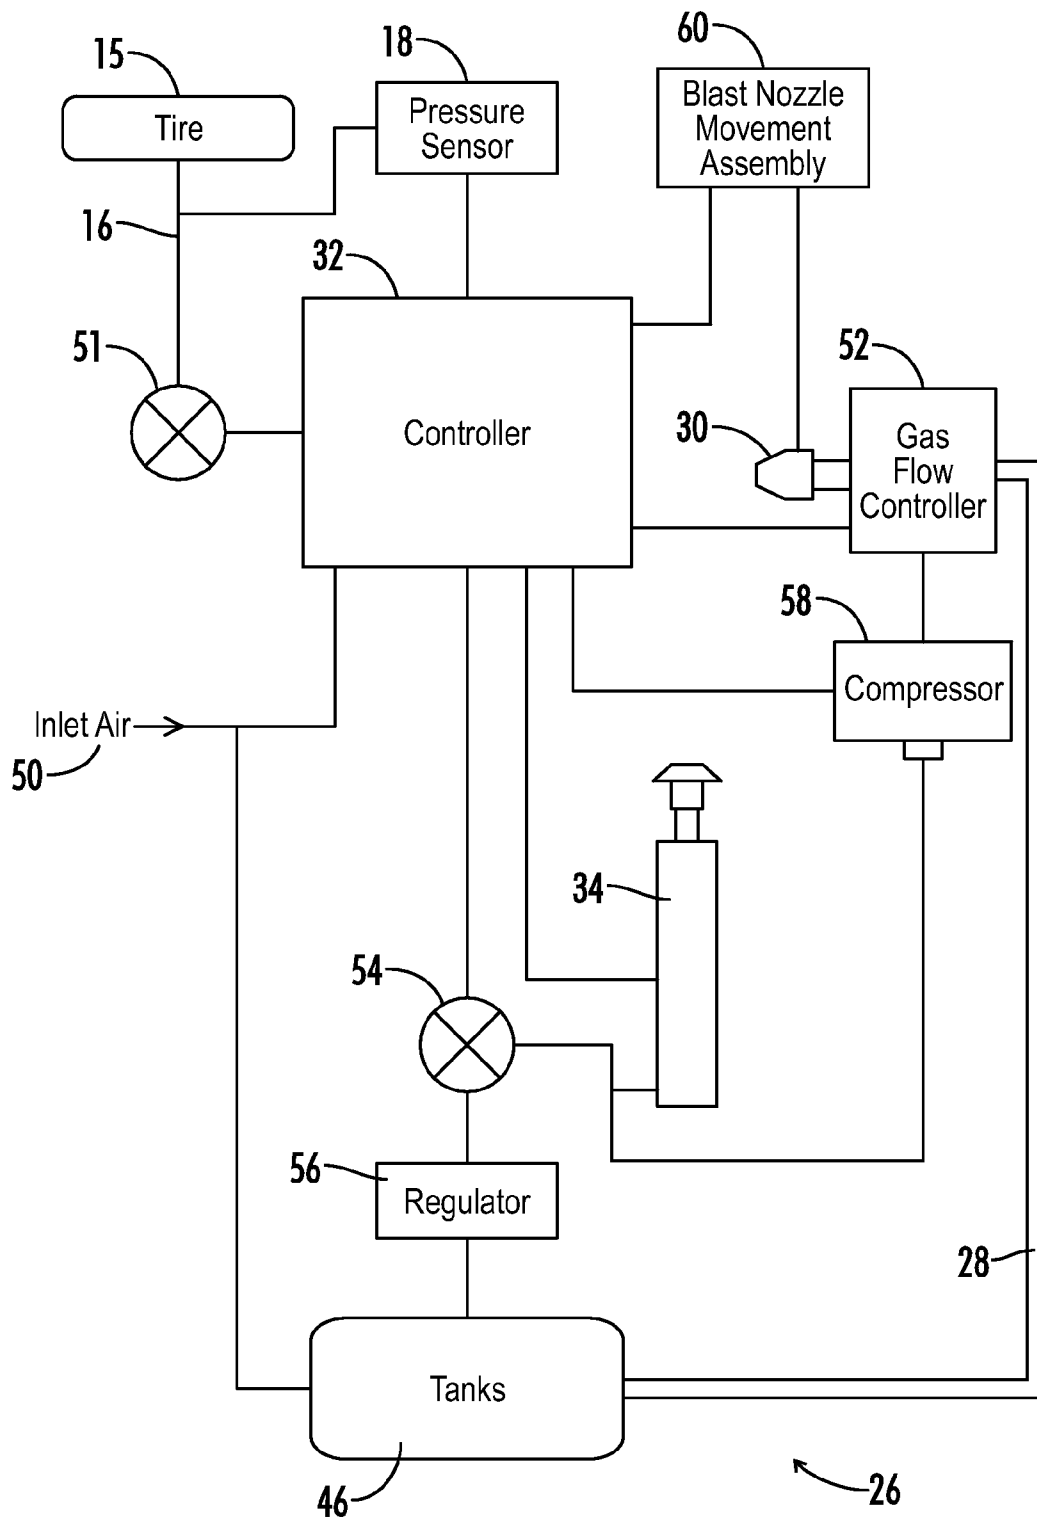 60
18
15
Blast Nozzle
Movement
Assembly
Pressure
Sensor
Tire
16
32
51
52
30
Controller
Gas
Flow
Controller
58
Compressor
Inlet Air
50
34
54
56
Regulator
28
Tanks
46
26